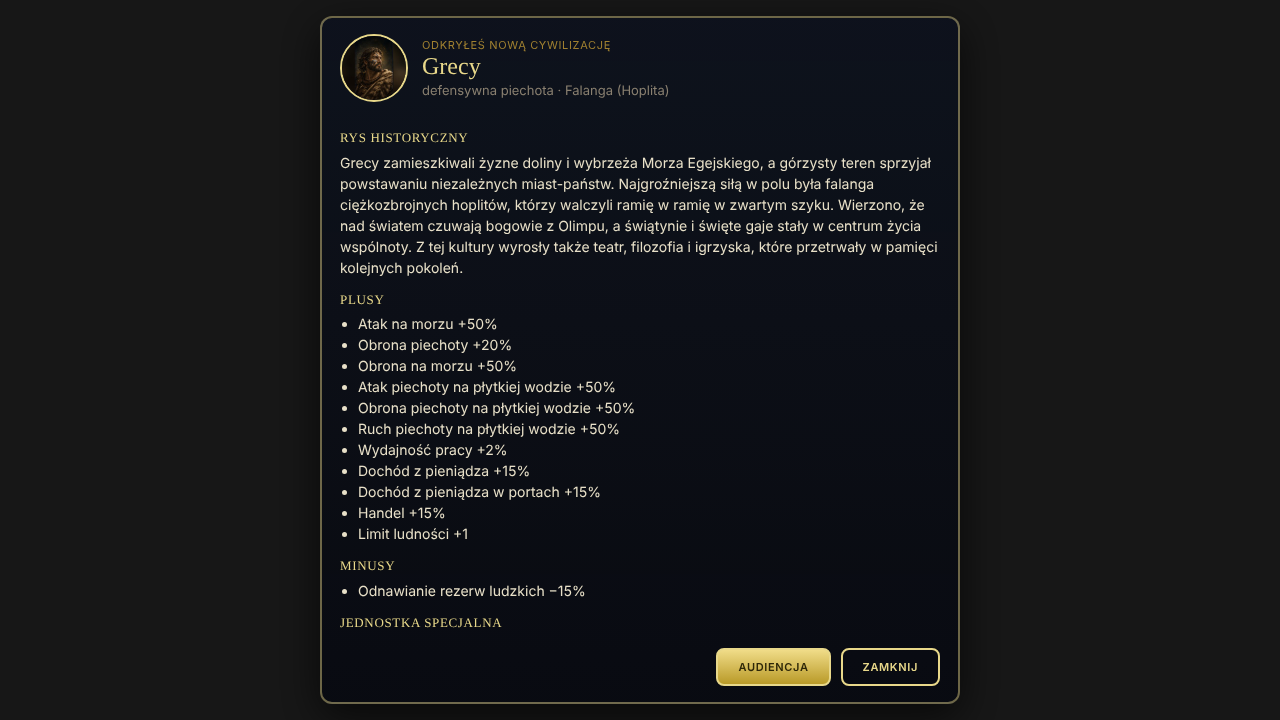 ODKRYŁEŚ NOWĄ CYWILIZACJĘ
Grecy
defensywna piechota · Falanga (Hoplita)
RYS HISTORYCZNY
Grecy zamieszkiwali żyzne doliny i wybrzeża Morza Egejskiego, a górzysty teren sprzyjał
powstawaniu niezależnych miast-państw. Najgroźniejszą siłą w polu była falanga
ciężkozbrojnych hoplitów, którzy walczyli ramię w ramię w zwartym szyku. Wierzono, że
nad światem czuwają bogowie z Olimpu, a świątynie i święte gaje stały w centrum życia
wspólnoty. Z tej kultury wyrosły także teatr, filozofia i igrzyska, które przetrwały w pamięci
kolejnych pokoleń.
PLUSY
• Atak na morzu +50%
• Obrona piechoty +20%
• Obrona na morzu +50%
• Atak piechoty na płytkiej wodzie +50%
• Obrona piechoty na płytkiej wodzie +50%
• Ruch piechoty na płytkiej wodzie +50%
• Wydajność pracy +2%
• Dochód z pieniądza +15%
• Dochód z pieniądza w portach +15%
• Handel +15%
• Limit ludności +1
MINUSY
• Odnawianie rezerw ludzkich −15%
JEDNOSTKA SPECJALNA
AUDIENCJA
ZAMKNIJ